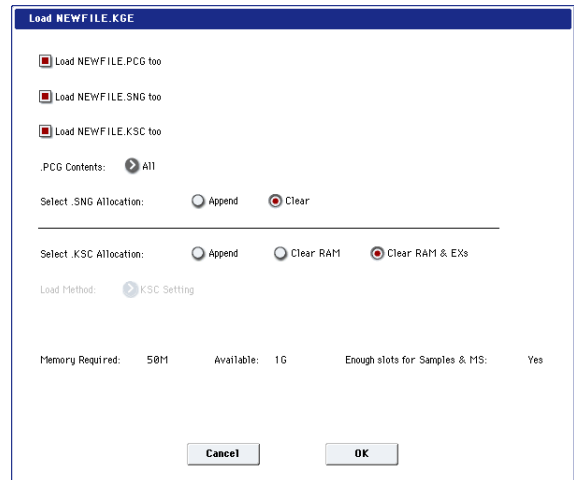 Load NEWFILE.KGE
Load NEWFILE.PCG too
Load NEWFILE.SNG too
Load NEWFILE.KSC too
.PCG Contents: All
Select .SNG Allocation: Append Clear
Select .KSC Allocation: Append Clear RAM Clear RAM & EXs
Load Method: KSC Setting
Memory Required: 50M Available: 1G Enough slots for Samples & MS: Yes
Cancel OK